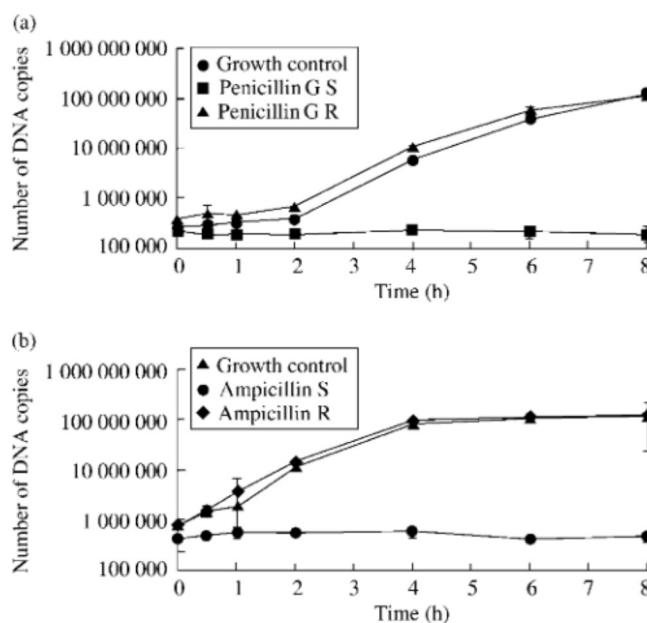 (a)
Number of DNA copies
1 000 000 000
100 000 000
10 000 000
1 000 000
100 000
Growth control
Penicillin G S
Penicillin G R
0 1 2 3 4 5 6 7 8
Time (h)
(b)
Number of DNA copies
1 000 000 000
100 000 000
10 000 000
1 000 000
100 000
Growth control
Ampicillin S
Ampicillin R
0 1 2 3 4 5 6 7 8
Time (h)